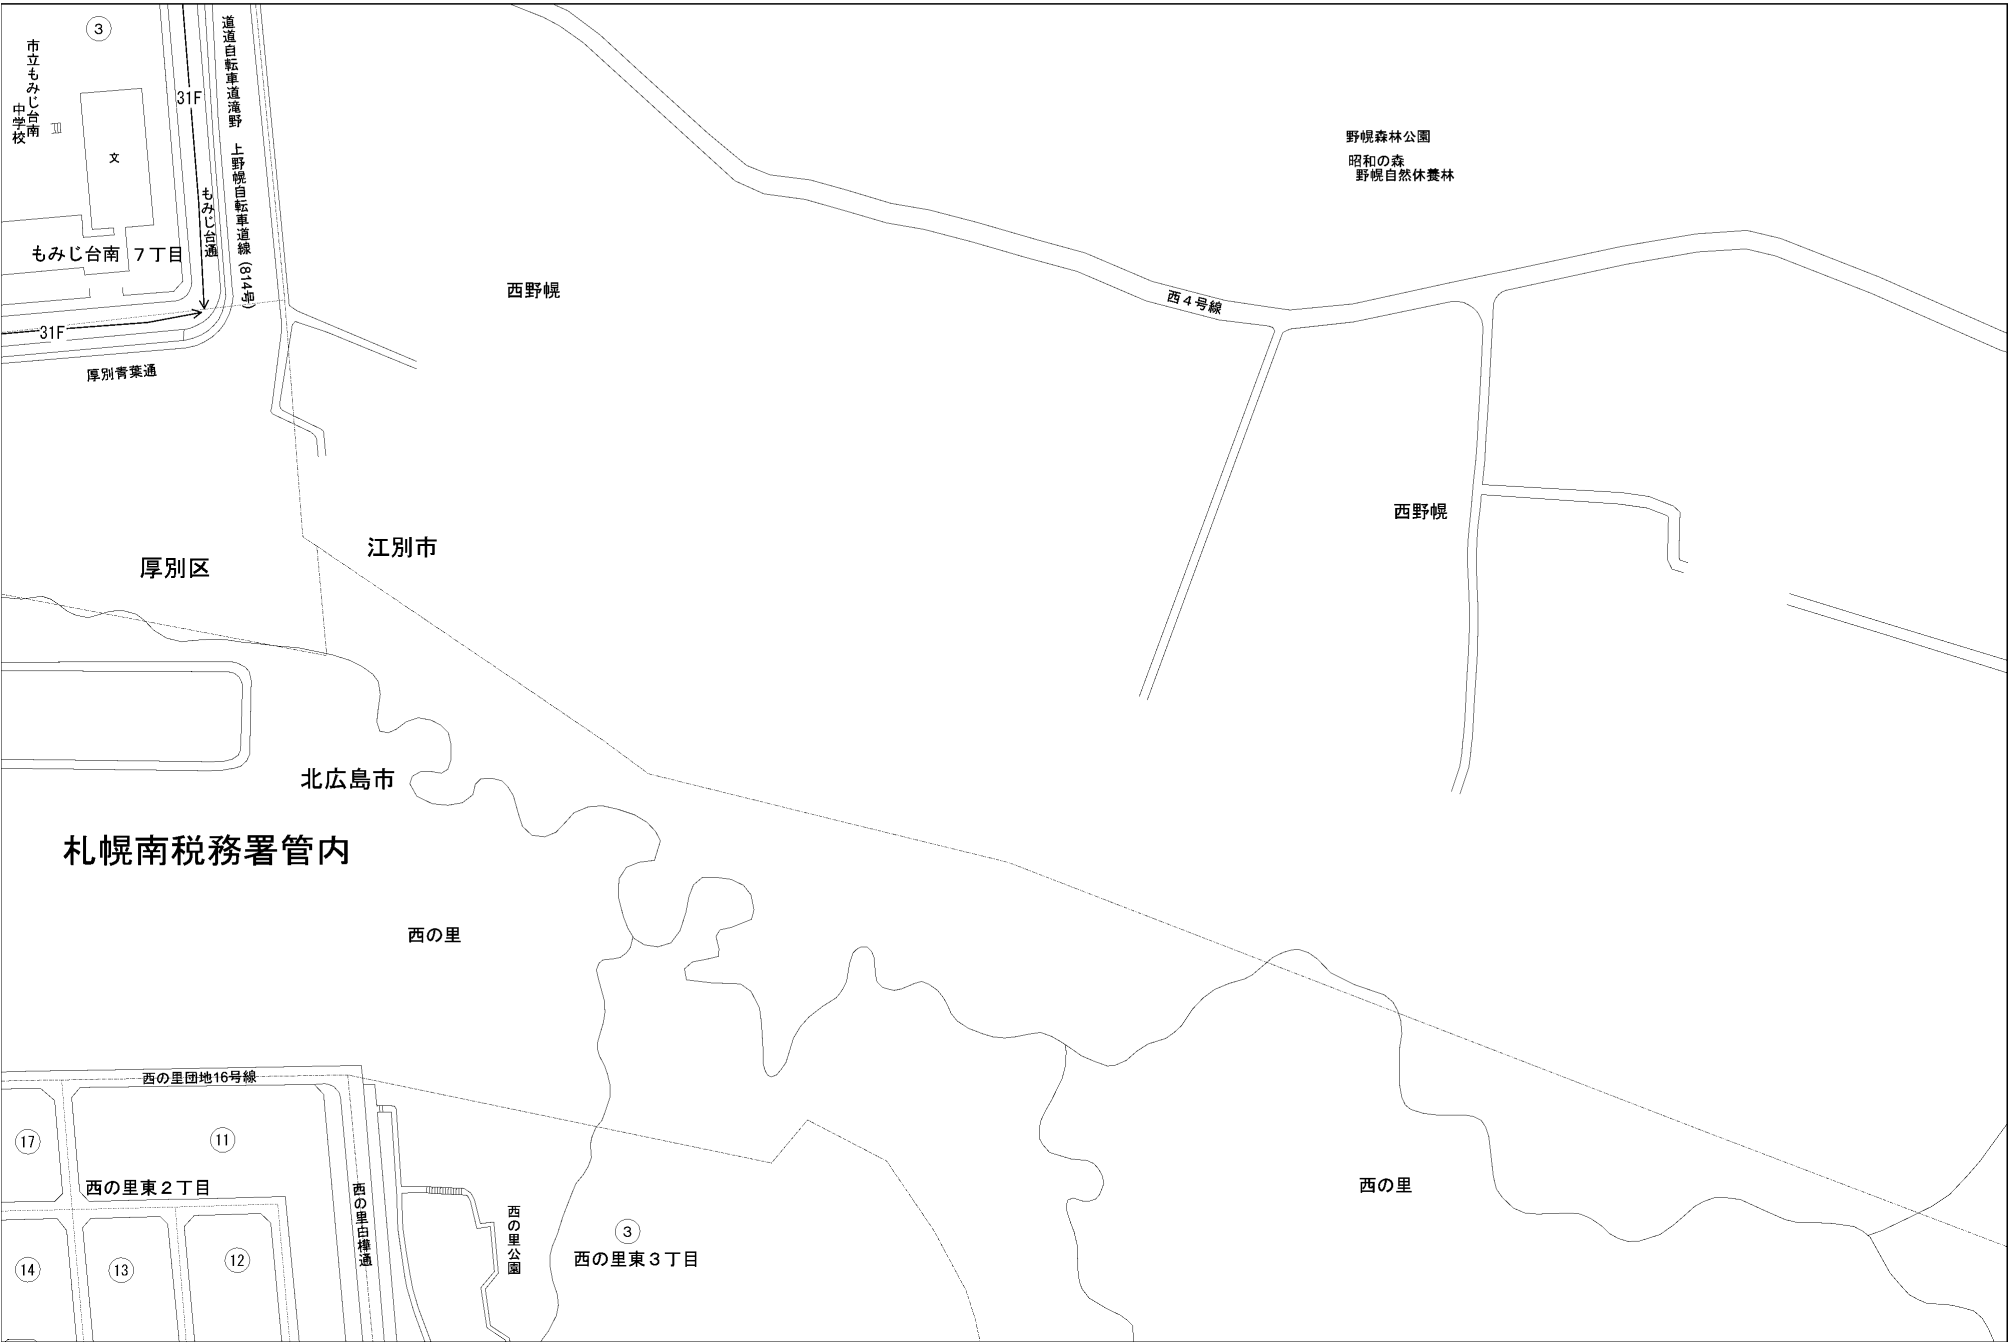 3
市立もみじ台南
中学校
31F
文
道道自転車道滝野 上野幌自転車道線(814号)
もみじ台通
もみじ台南 7丁目
31F
厚別青葉通
西野幌
野幌森林公園
昭和の森
野幌自然休養林
西4号線
西野幌
江別市
厚別区
北広島市
札幌南税務署管内
西の里
西の里団地16号線
17
11
西の里東2丁目
14
13
12
西の里白樺通
西の里公園
3
西の里東3丁目
西の里